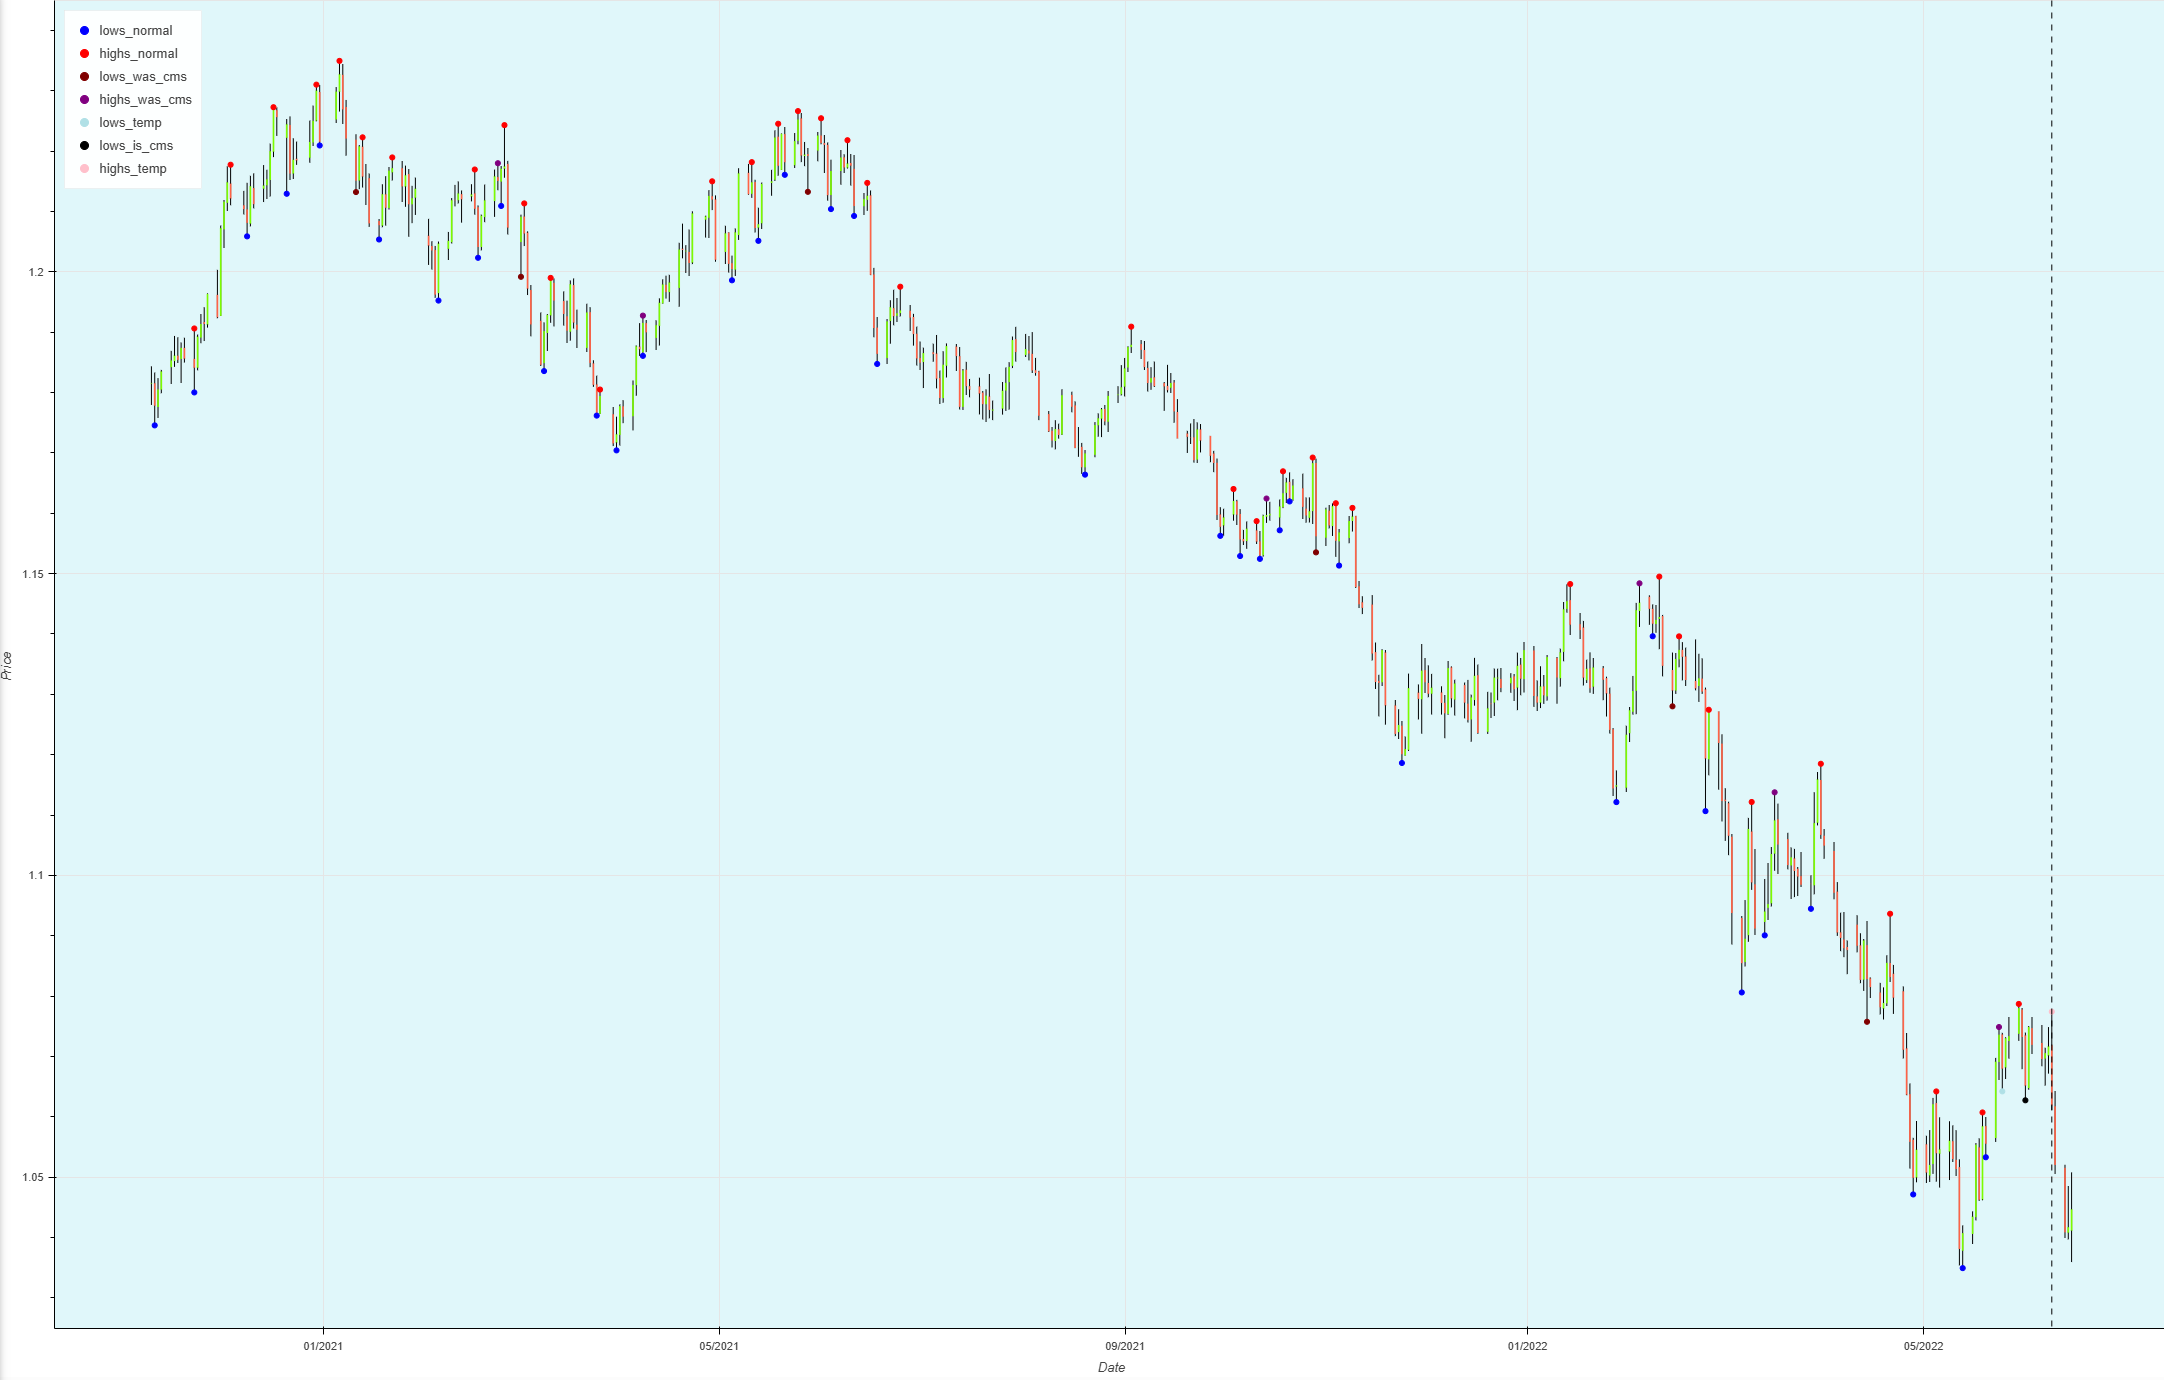 lows_normal
highs_normal
lows_was_cms
highs_was_cms
lows_temp
lows_is_cms
highs_temp
1.2
1.15
1.1
1.05
Price
01/2021
05/2021
09/2021
01/2022
05/2022
Date